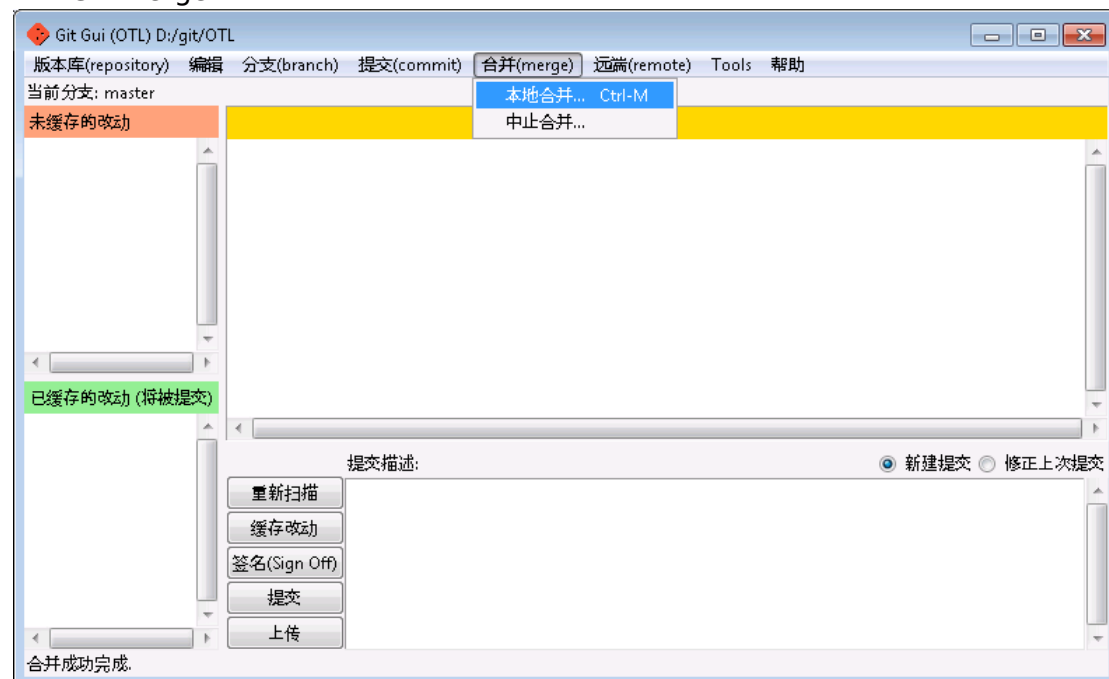 Git Gui (OTL) D:/git/OTL
版本库(repository) 编辑 分支(branch) 提交(commit) 合并(merge) 远端(remote) Tools 帮助
当前分支: master
本地合并... Ctrl-M
未缓存的改动
中止合并...
已缓存的改动 (将被提交)
提交描述:
新建提交 修正上次提交
重新扫描
缓存改动
签名(Sign Off)
提交
上传
合并成功完成.